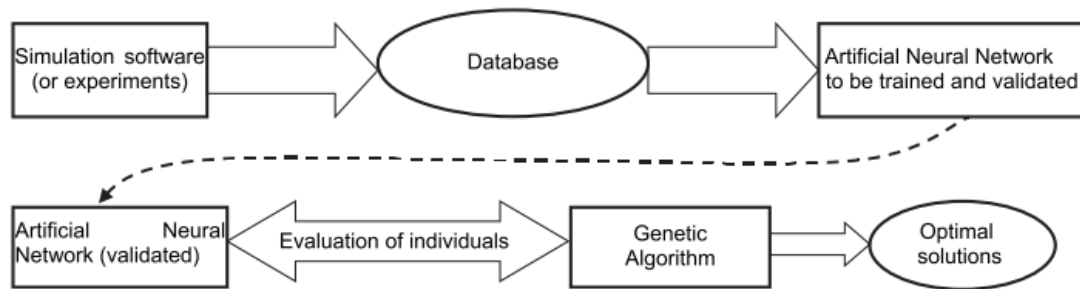 Simulation software
(or experiments)
Database
Artificial Neural Network
to be trained and validated
Artificial Neural
Network (validated)
Evaluation of individuals
Genetic
Algorithm
Optimal
solutions